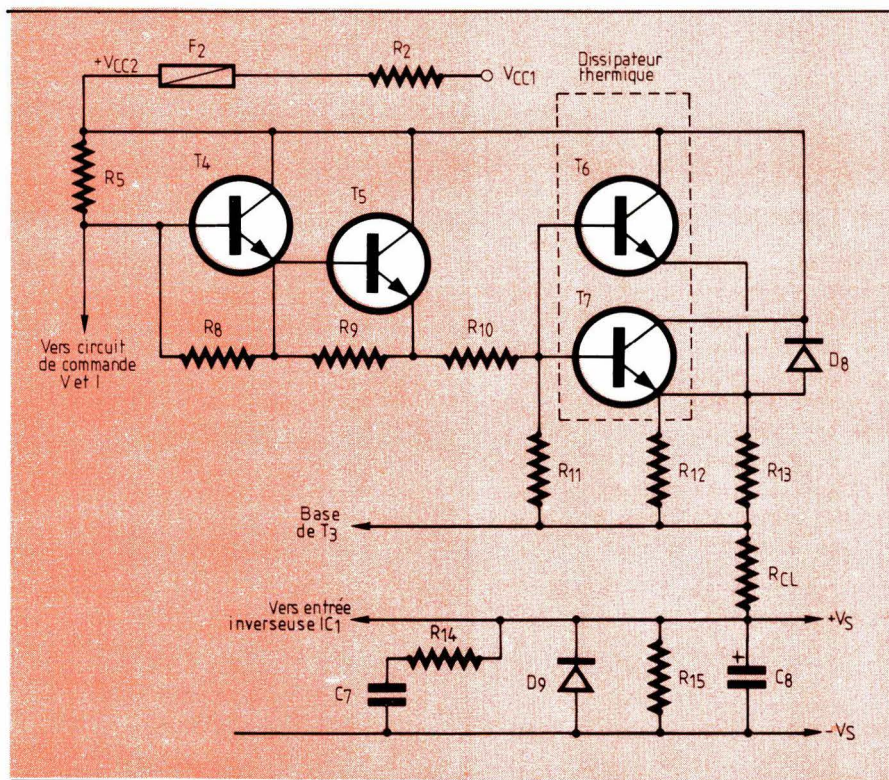 +VCC2
F2
R2
VCC1
Dissipateur
thermique
R5
T4
T5
T6
T7
Vers circuit
de commande
V et I
R8
R9
R10
D8
R11
R12
R13
Base
de T3
RCL
Vers entrée
inverseuse IC1
+VS
R14
C7
D9
R15
+
C8
-VS